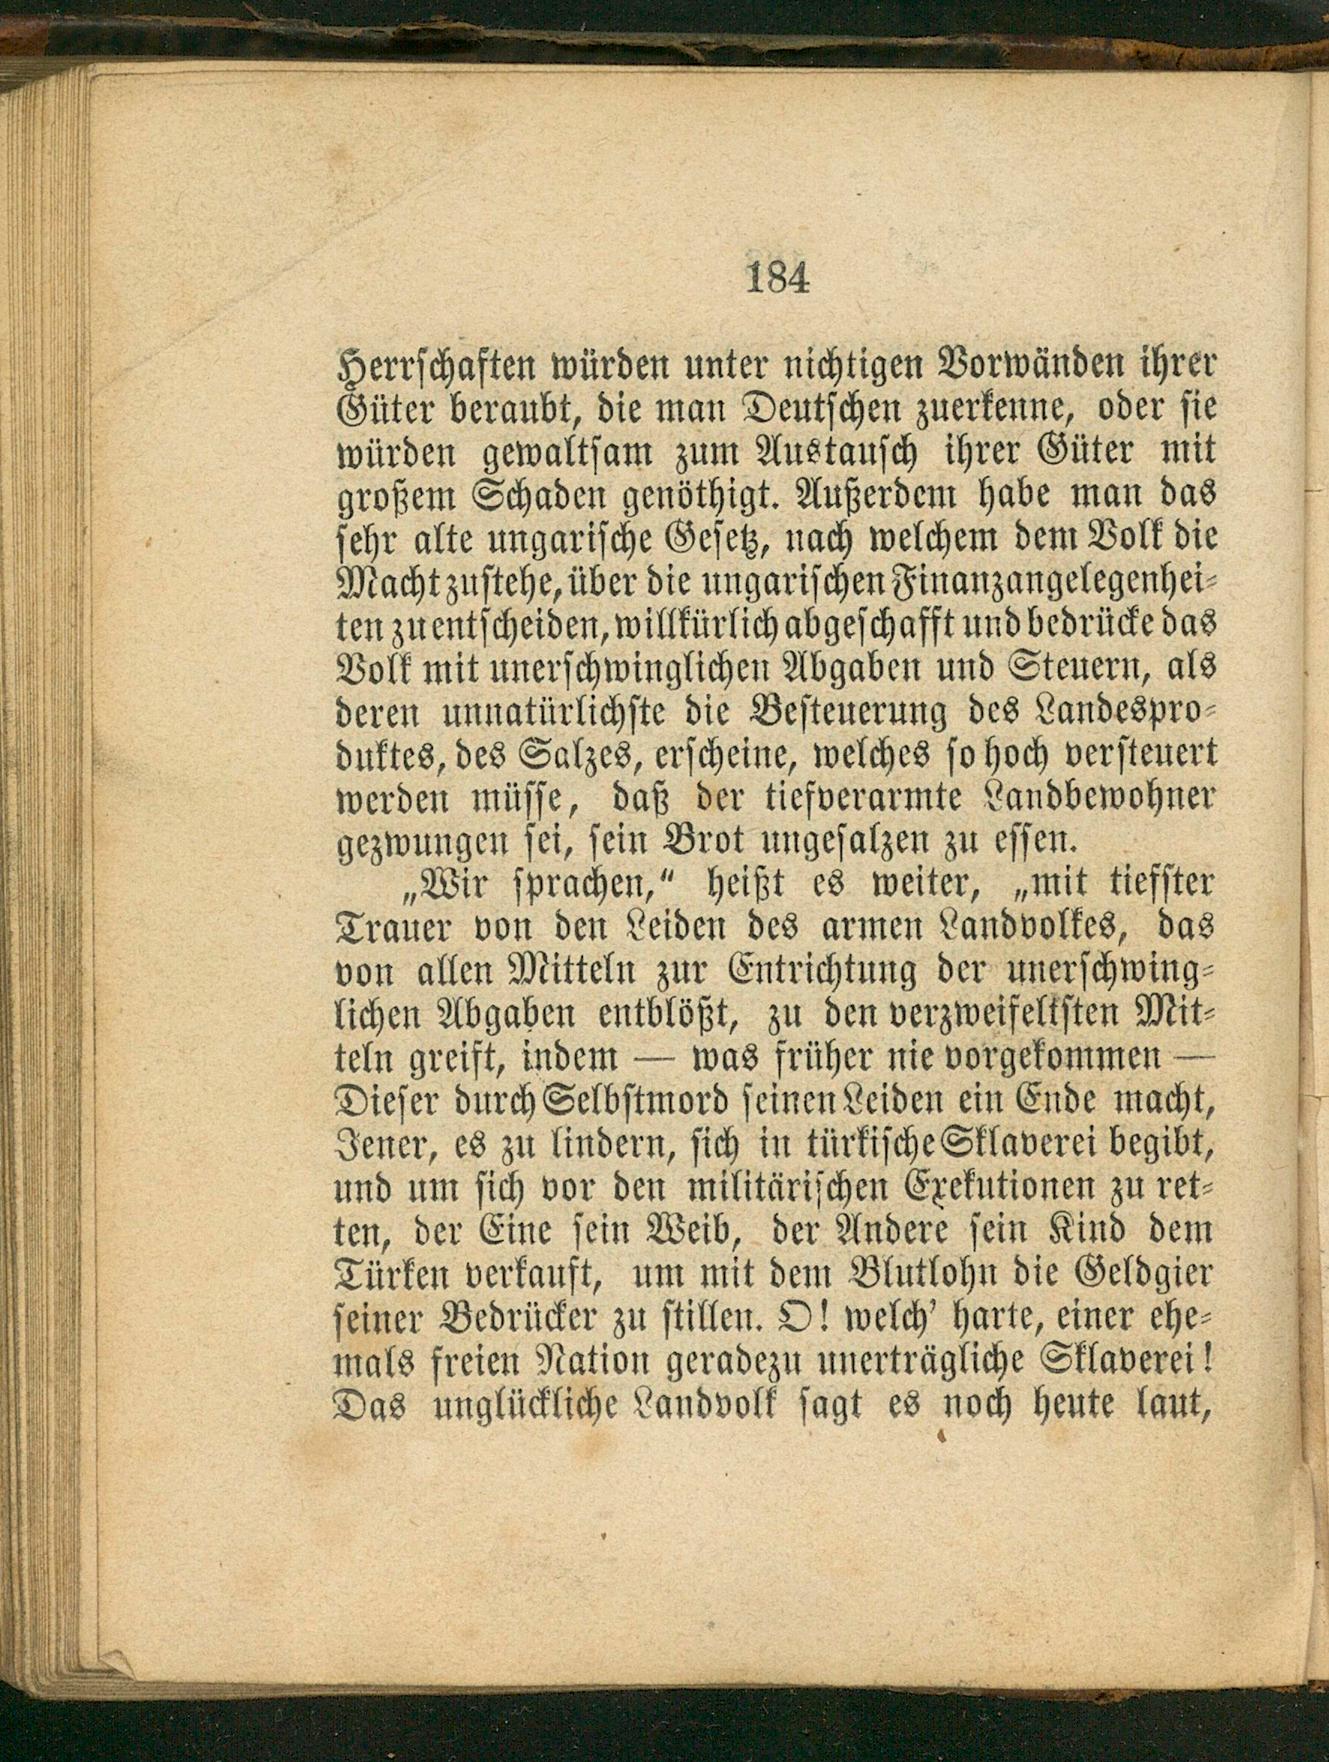 184
Herrschaften würden unter nichtigen Vorwänden ihrer
Güter beraubt, die man Deutschen zuerkenne, oder sie
würden gewaltsam zum Austausch ihrer Güter mit
großem Schaden genöthigt. Außerdem habe man das
sehr alte ungarische Gesetz, nach welchem dem Volk die
Macht zustehe, über die ungarischen Finanzangelegenhei-
ten zu entscheiden, willkürlich abgeschafft und bedrücke das
Volk mit unerschwinglichen Abgaben und Steuern, als
deren unnatürlichste die Besteuerung des Landespro-
duktes, des Salzes, erscheine, welches so hoch versteuert
werden müsse, daß der tiefverarmte Landbewohner
gezwungen sei, sein Brot ungesalzen zu essen.
„Wir sprachen,“ heißt es weiter, „mit tiefster
Trauer von den Leiden des armen Landvolkes, das
von allen Mitteln zur Entrichtung der unerschwing-
lichen Abgaben entblößt, zu den verzweifeltsten Mit-
teln greift, indem — was früher nie vorgekommen —
Dieser durch Selbstmord seinen Leiden ein Ende macht,
Jener, es zu lindern, sich in türkische Sklaverei begibt,
und um sich vor den militärischen Exekutionen zu ret-
ten, der Eine sein Weib, der Andere sein Kind dem
Türken verkauft, um mit dem Blutlohn die Geldgier
seiner Bedrücker zu stillen. O! welch’ harte, einer ehe-
mals freien Nation geradezu unerträgliche Sklaverei!
Das unglückliche Landvolk sagt es noch heute laut,